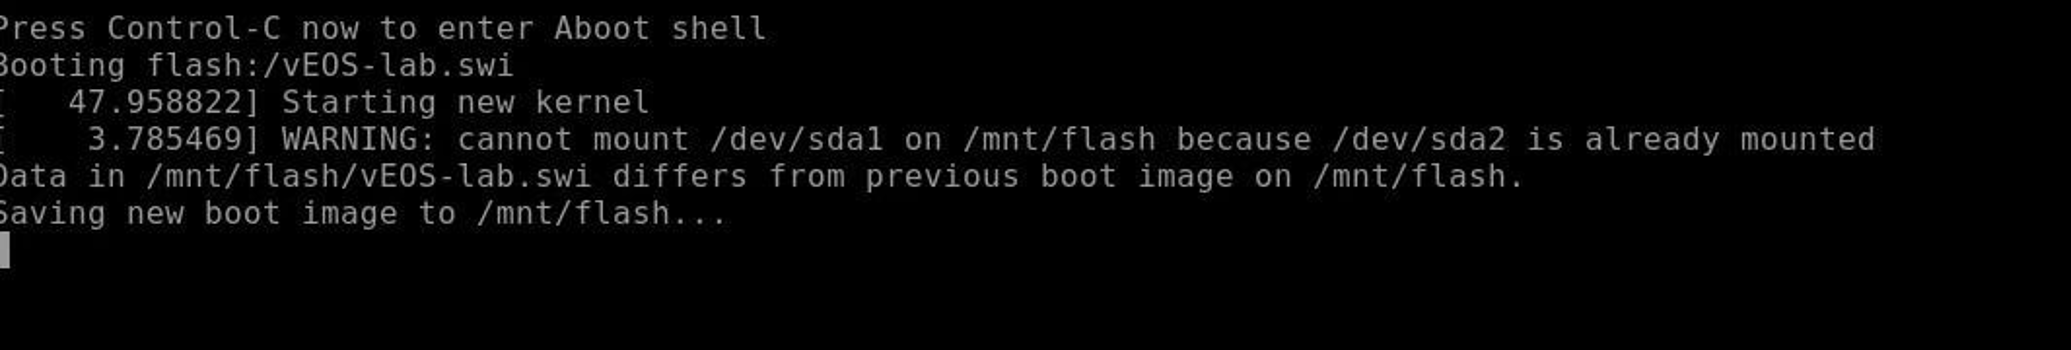 Press Control-C now to enter Aboot shell
Booting flash:/vEOS-lab.swi
[   47.958822] Starting new kernel
[    3.785469] WARNING: cannot mount /dev/sda1 on /mnt/flash because /dev/sda2 is already mounted
Data in /mnt/flash/vEOS-lab.swi differs from previous boot image on /mnt/flash.
Saving new boot image to /mnt/flash...